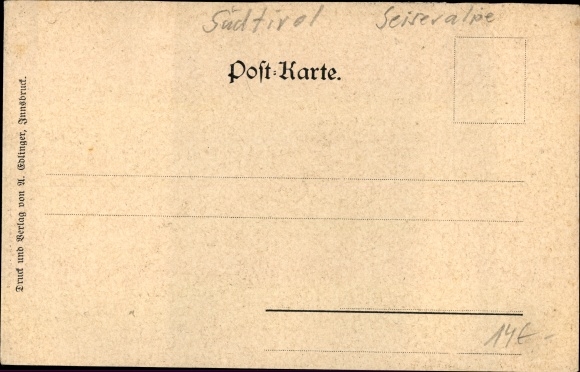 Südtirol Seiseralpe
Post-Karte.
Druck und Verlag von A. Edlinger, Innsbruck.
14€-